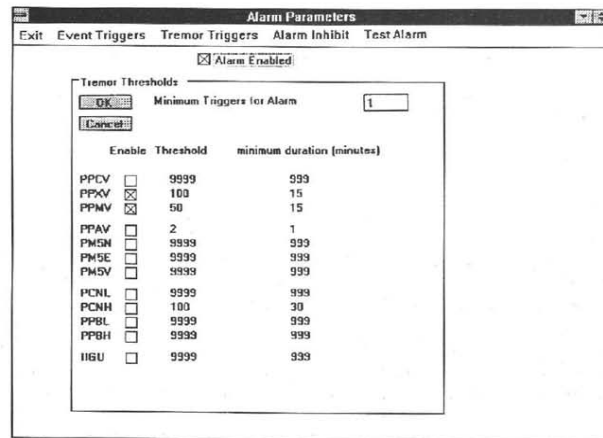 Alarm Parameters
Exit Event Triggers Tremor Triggers Alarm Inhibit Test Alarm
Alarm Enabled
Tremor Thresholds
OK Minimum Triggers for Alarm 1
Cancel
Enable Threshold minimum duration (minutes)
PPCV 9999 999
PPXV 100 15
PPMV 50 15
PPAV 2 1
PM5N 9999 999
PM5E 9999 999
PM5V 9999 999
PCNL 9999 999
PCNH 100 30
PPBL 9999 999
PPBH 9999 999
IIGU 9999 999